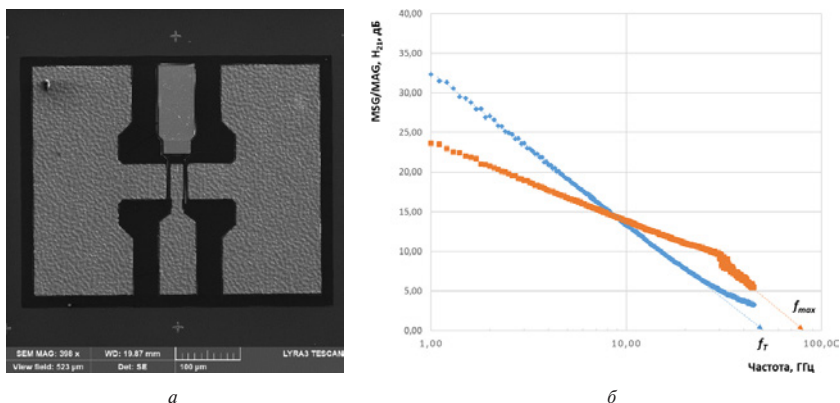 SEM MAG: 398 x
WD: 19.87 mm
LYRA3 TESCAN
View field: 523 µm
Det: SE
100 µm
а
MSG/MAG, H21, дБ
40,00
35,00
30,00
25,00
20,00
15,00
10,00
5,00
0,00
1,00
10,00
100,0
fT
fmax
Частота, ГГц
б